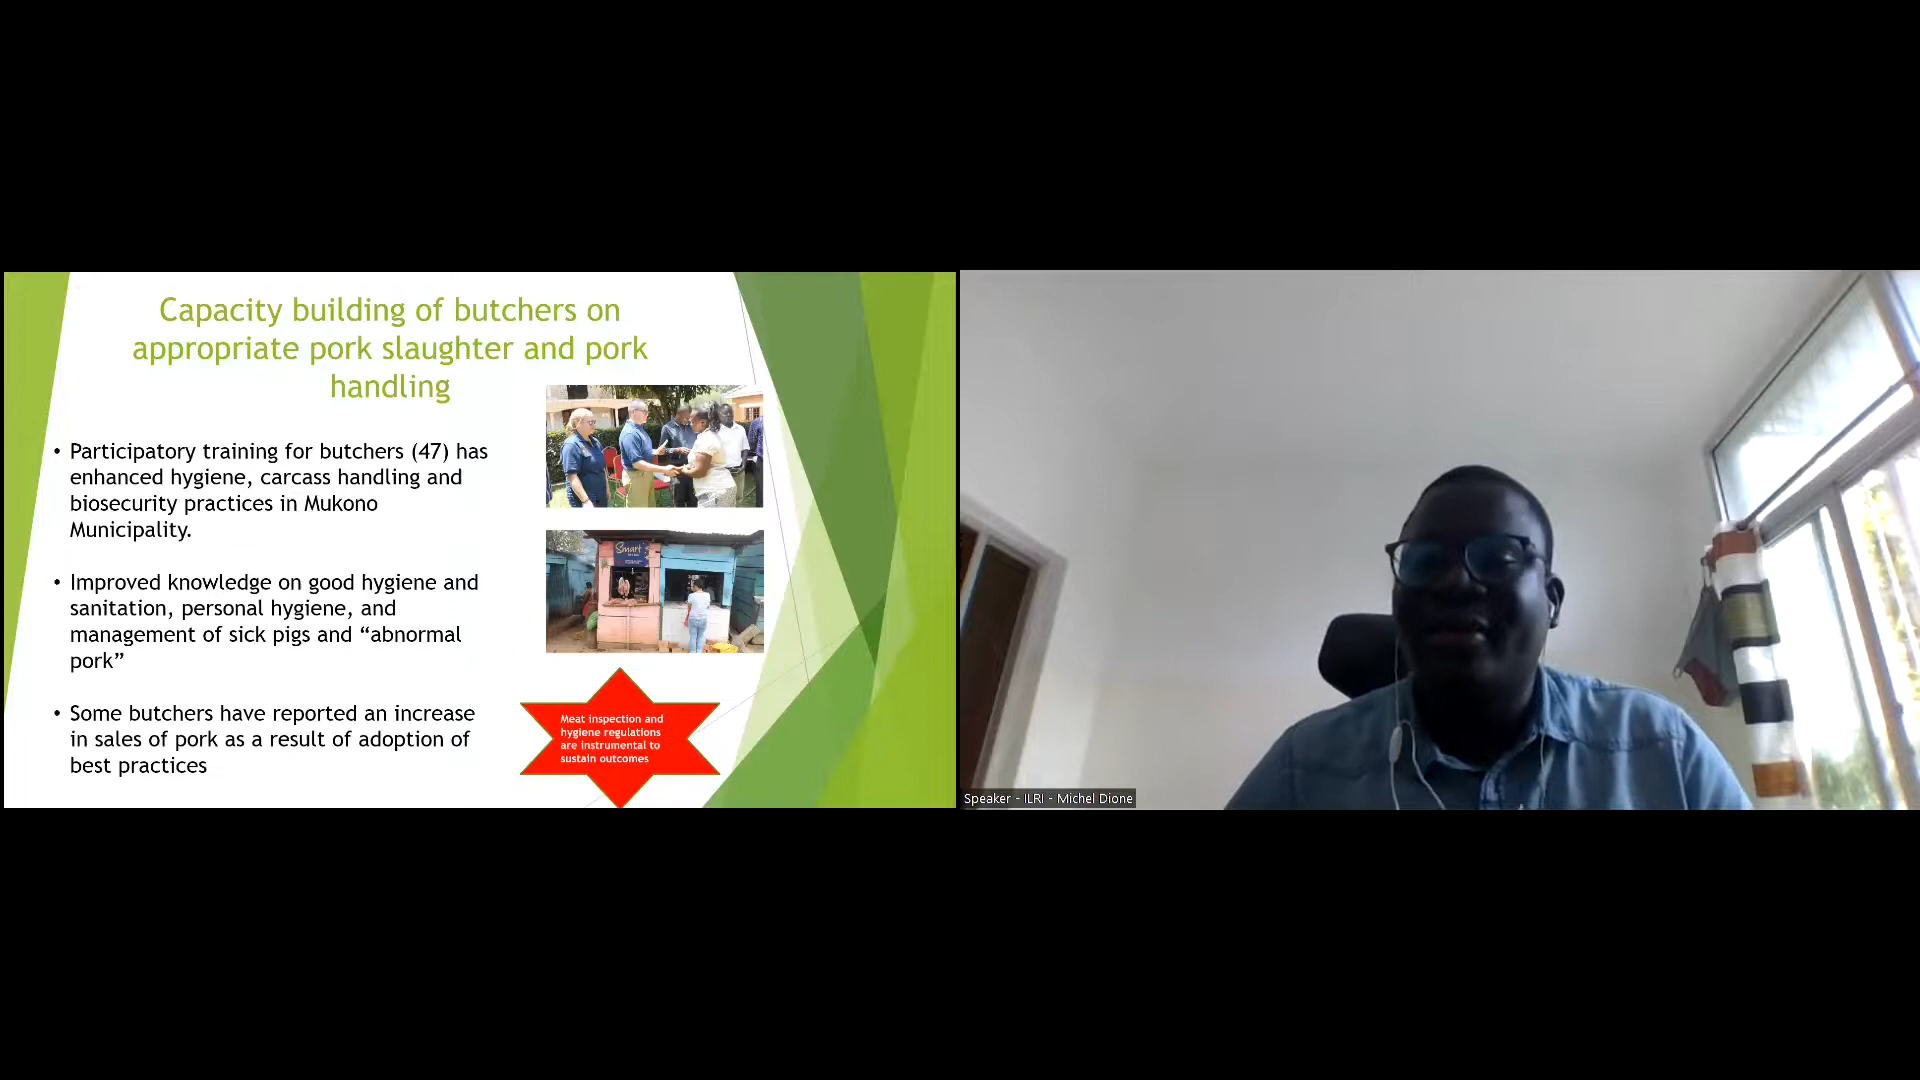 Capacity building of butchers on
appropriate pork slaughter and pork
handling
• Participatory training for butchers (47) has
enhanced hygiene, carcass handling and
biosecurity practices in Mukono
Municipality.
• Improved knowledge on good hygiene and
sanitation, personal hygiene, and
management of sick pigs and “abnormal
pork”
• Some butchers have reported an increase
in sales of pork as a result of adoption of
best practices
Smart
Meat inspection and
hygiene regulations
are instrumental to
sustain outcomes
Speaker - ILRI - Michel Dione